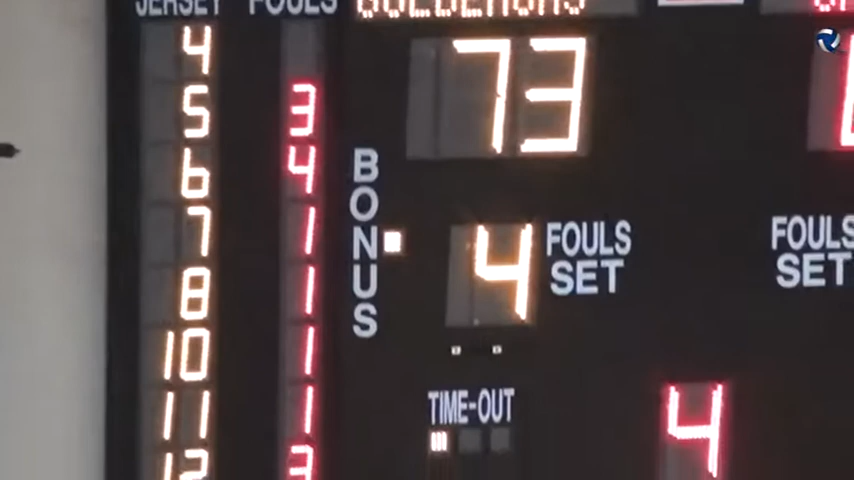 JERSEY FOULS
4
73
5 3
6 4
BONUS
7 1
4 FOULS SET
FOULS SET
8 1
10 1
TIME-OUT
11 1
4
12 3